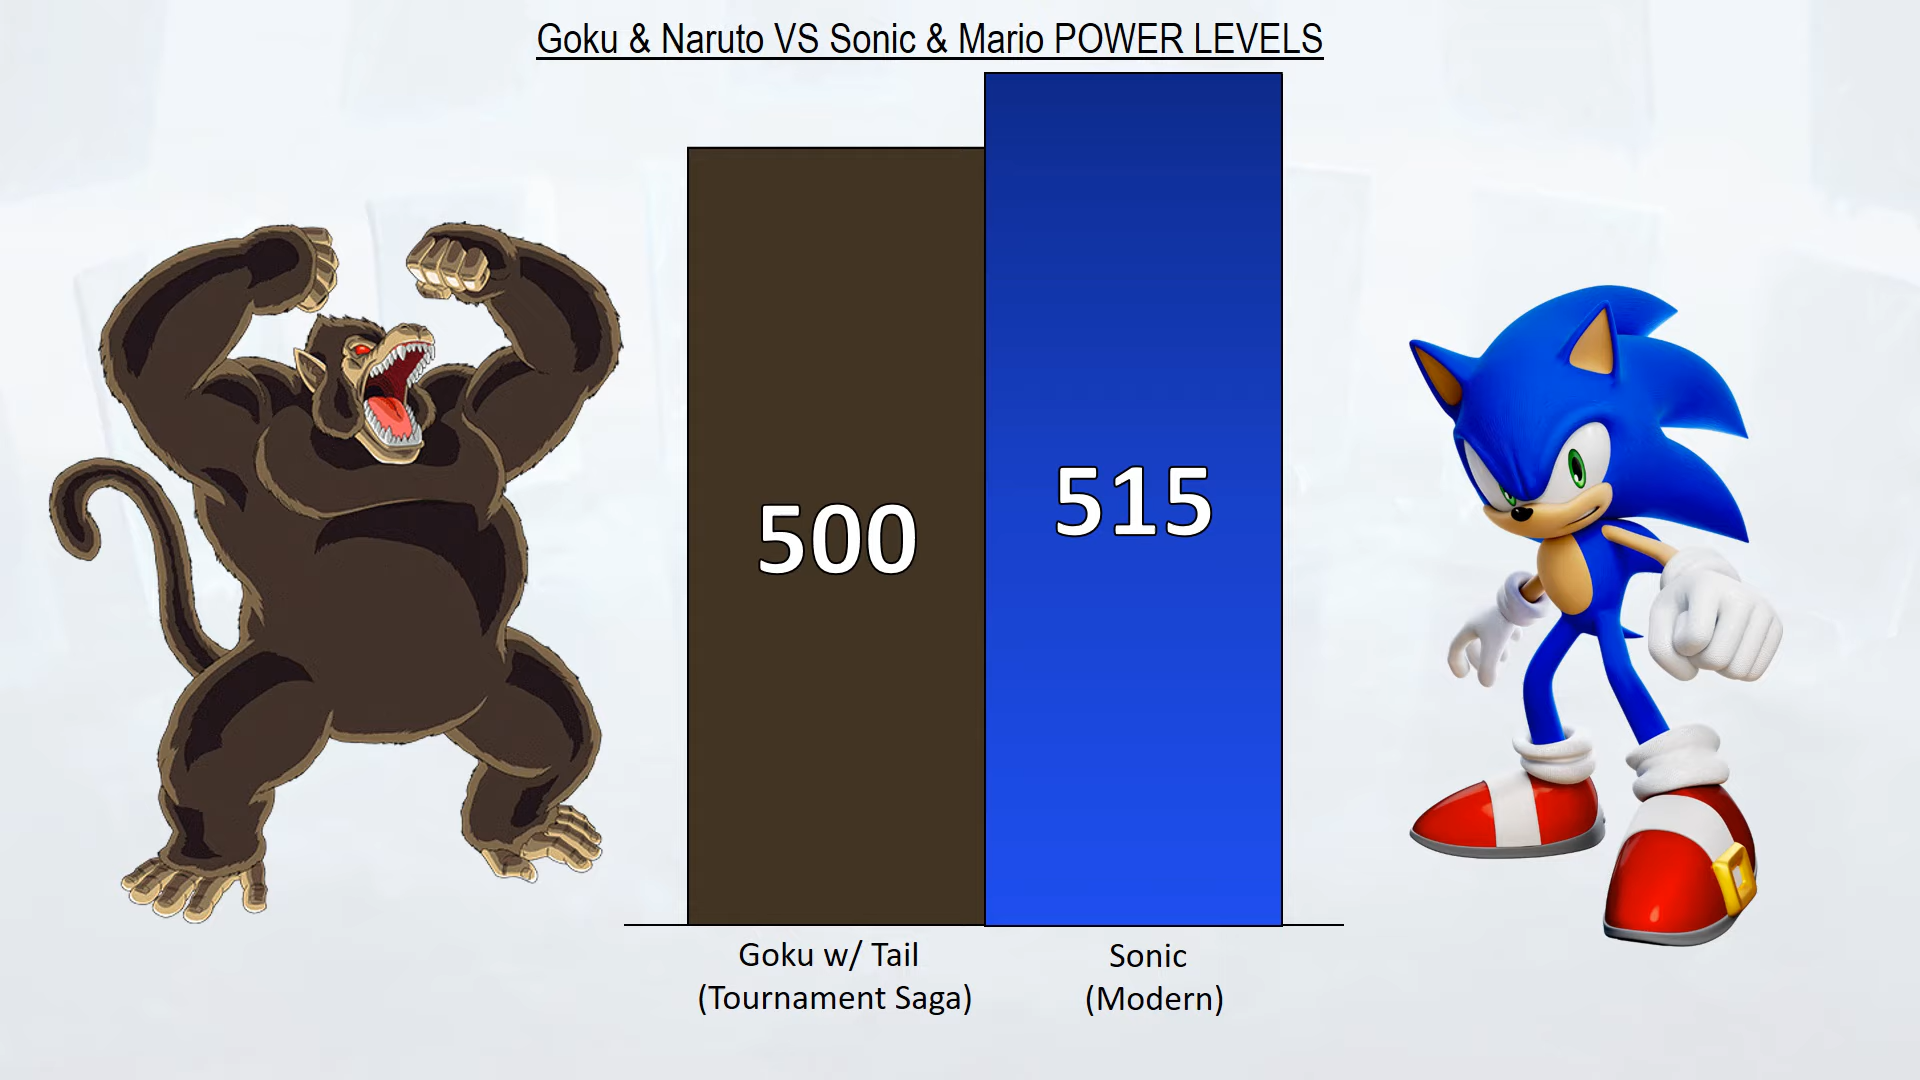 Goku & Naruto VS Sonic & Mario POWER LEVELS
500
515
Goku w/ Tail
(Tournament Saga)
Sonic
(Modern)